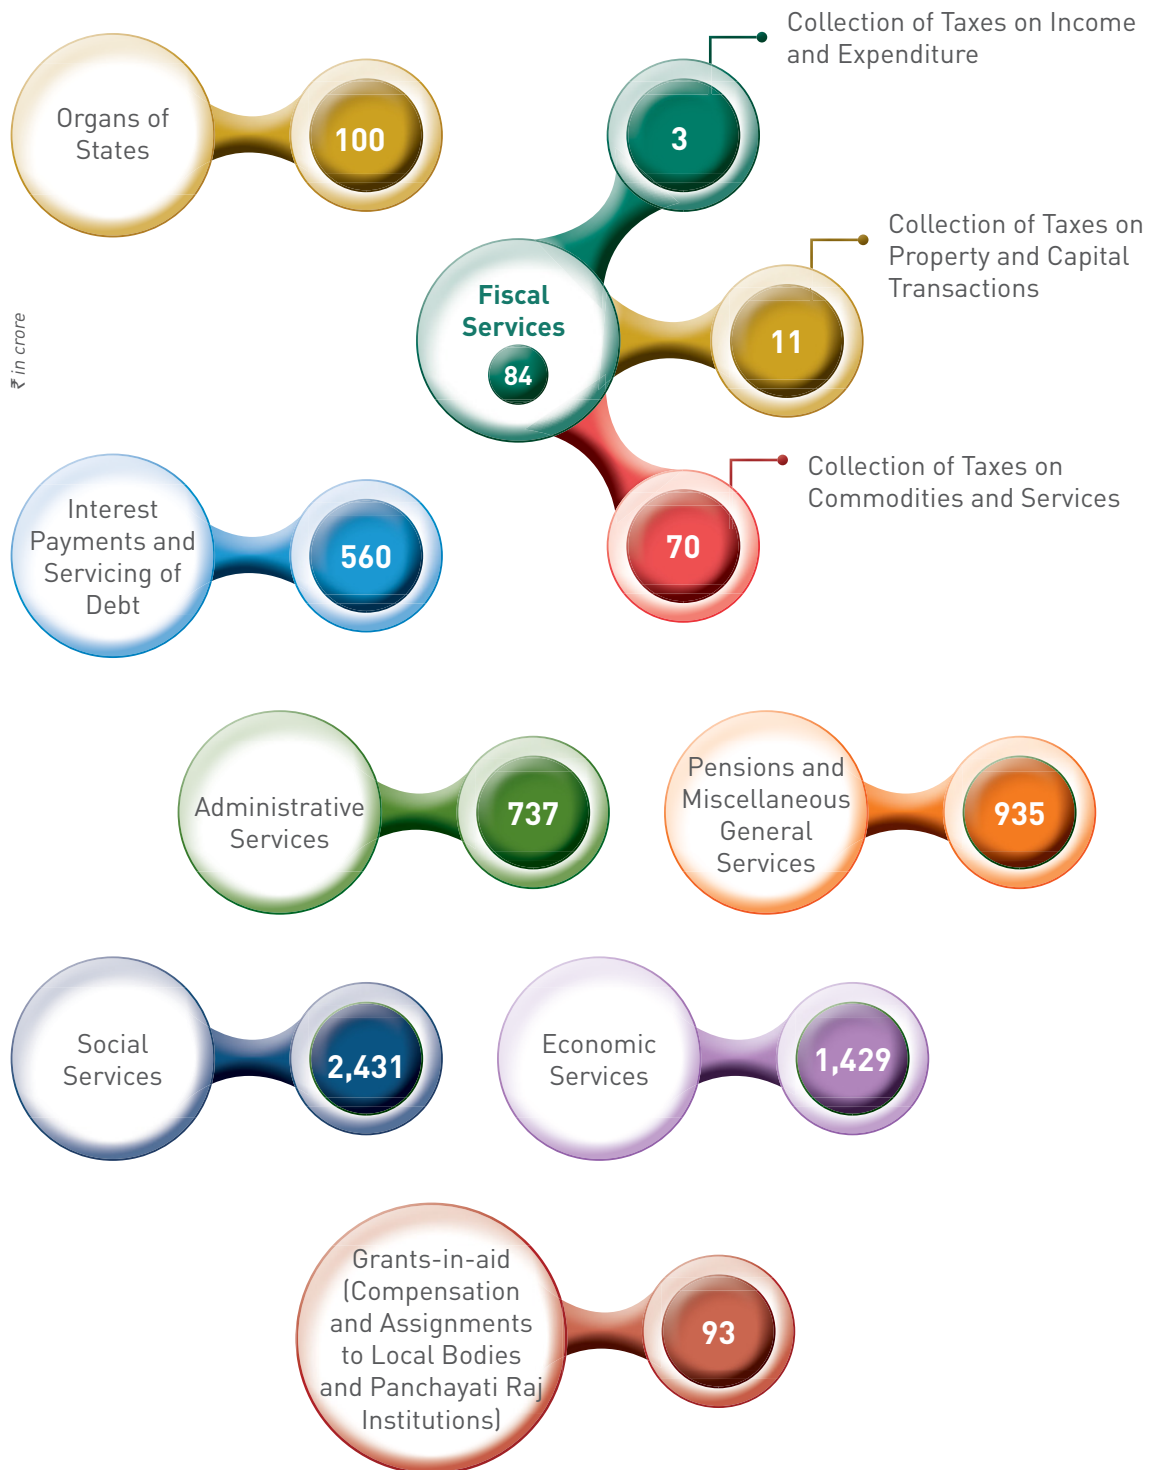 Collection of Taxes on Income
and Expenditure
Organs of
States
100
3
Collection of Taxes on
Property and Capital
Transactions
Fiscal
Services
84
11
₹ in crore
Collection of Taxes on
Commodities and Services
70
Interest
Payments and
Servicing of
Debt
560
Administrative
Services
737
Pensions and
Miscellaneous
General
Services
935
Social
Services
2,431
Economic
Services
1,429
Grants-in-aid
(Compensation
and Assignments
to Local Bodies
and Panchayati Raj
Institutions)
93